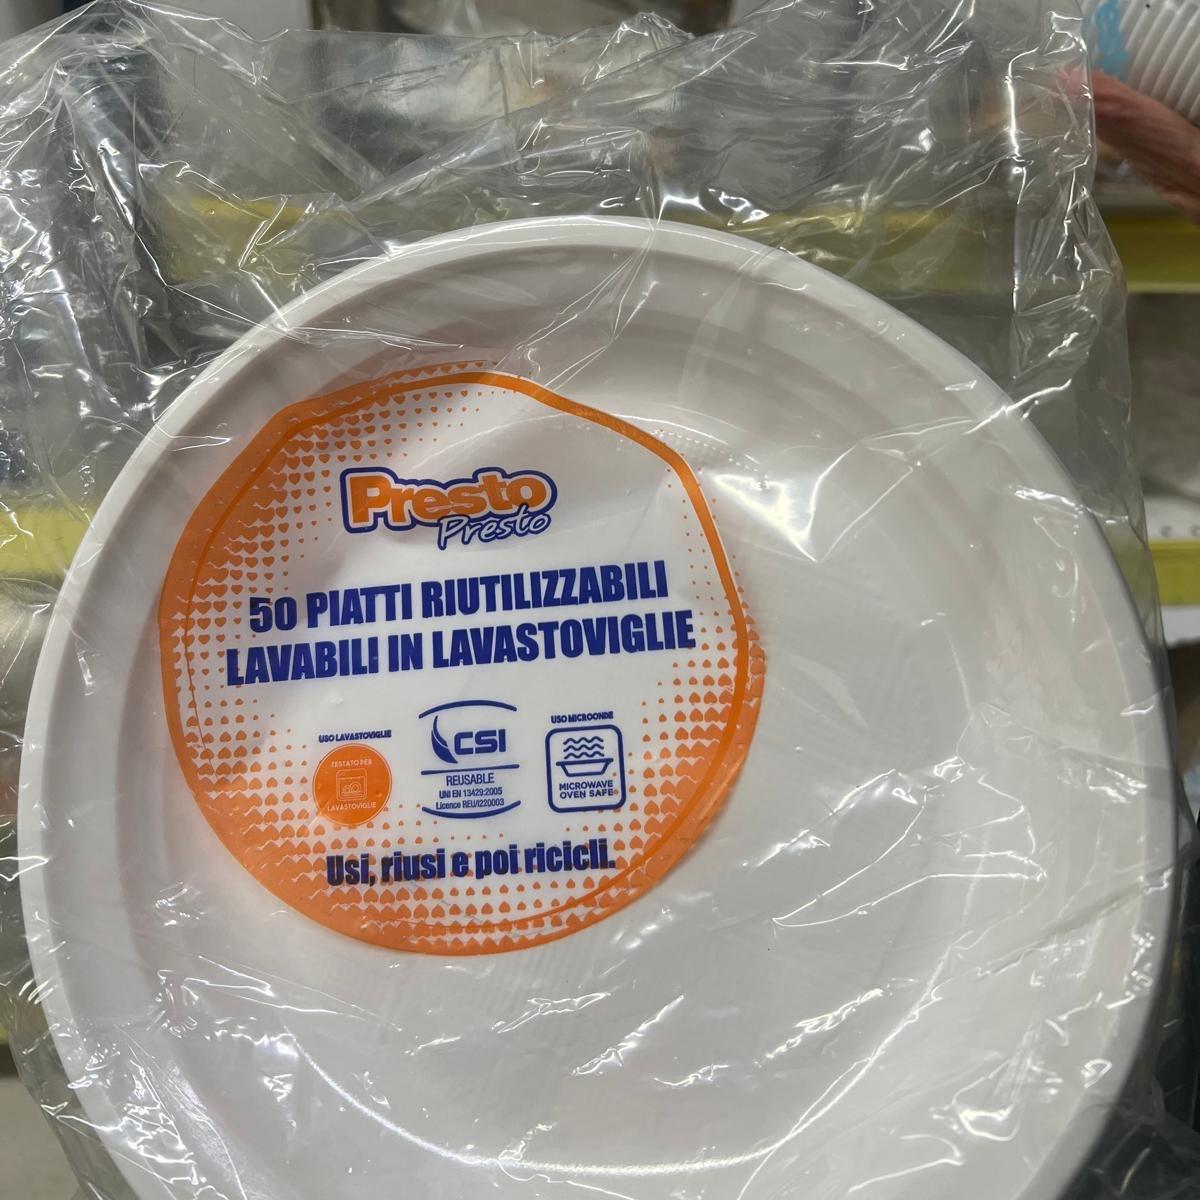 Presto
Presto
50 PIATTI RIUTILIZZABILI
LAVABILI IN LAVASTOVIGLIE
USO LAVASTOVIGLIE
TESTATO PER
LAVASTOVIGLIE
CSI
REUSABLE
UNI EN 13429:2005
Licence REU/I220003
USO MICROONDE
MICROWAVE
OVEN SAFE
Usi, riusi e poi ricicli.